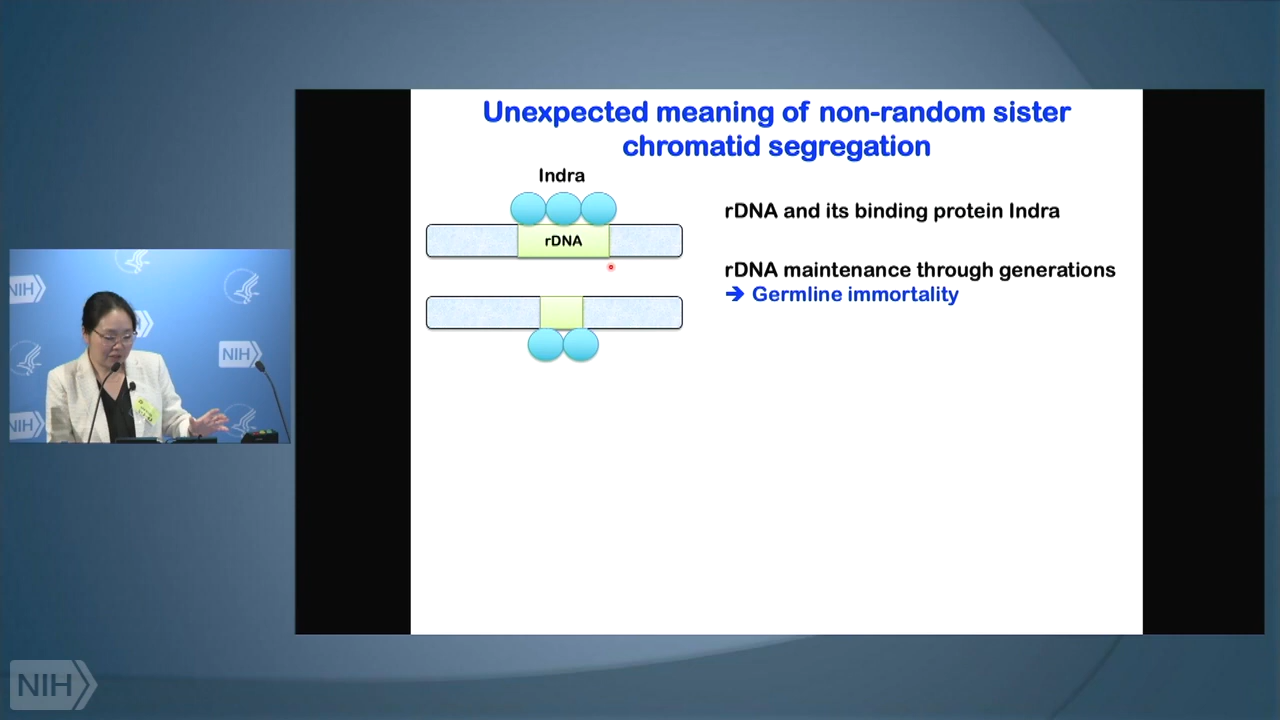 Unexpected meaning of non-random sister
chromatid segregation
Indra
rDNA
rDNA and its binding protein Indra
rDNA maintenance through generations
➔ Germline immortality
NIH
NIH
NIH
NIH